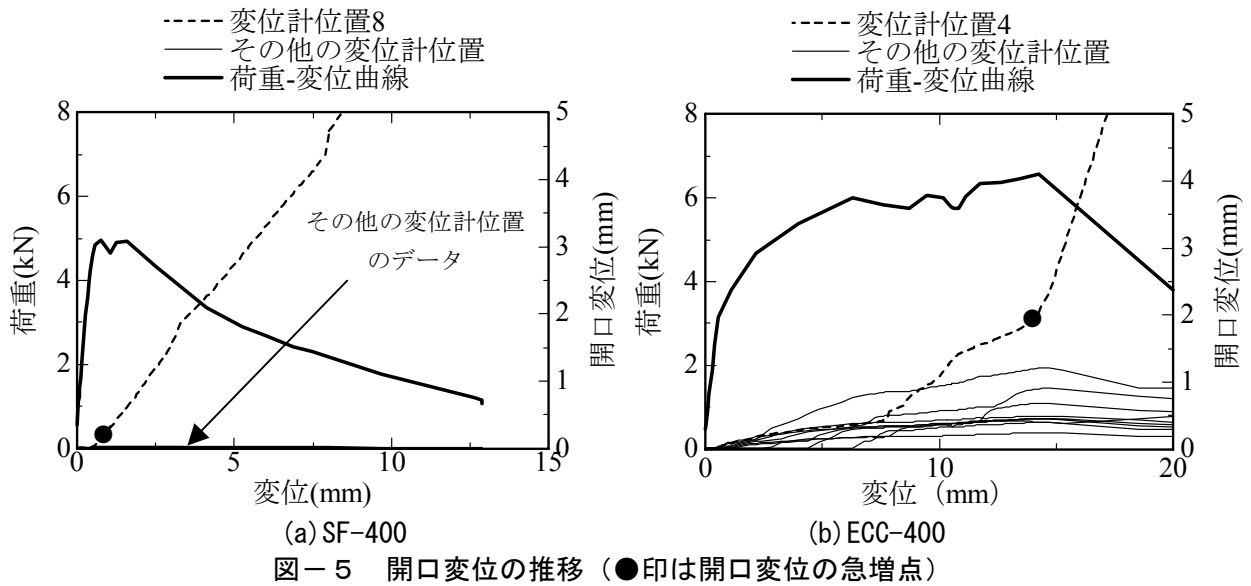 変位計位置8
その他の変位計位置
荷重-変位曲線
8
6
4
2
0
荷重(kN)
5
4
3
2
1
0
開口変位(mm)
その他の変位計位置
のデータ
0
5
10
15
変位(mm)
(a)SF-400
変位計位置4
その他の変位計位置
荷重-変位曲線
8
6
4
2
0
荷重(kN)
5
4
3
2
1
0
開口変位(mm)
0
10
20
変位（mm）
(b)ECC-400
図－５　開口変位の推移（●印は開口変位の急増点）